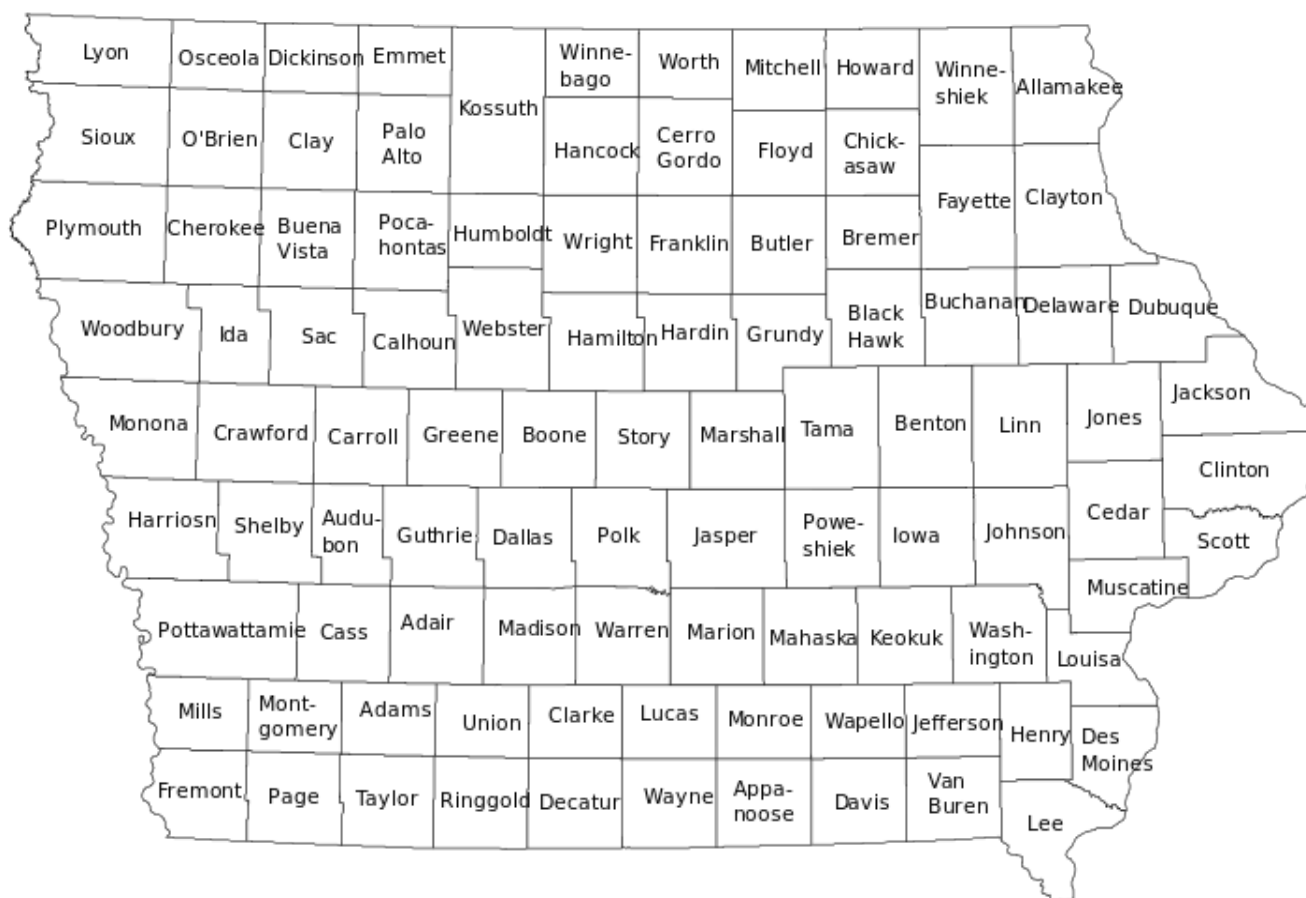 Lyon
Osceola
Dickinson
Emmet
Kossuth
Winne-
bago
Worth
Mitchell
Howard
Winne-
shiek
Allamakee
Sioux
O'Brien
Clay
Palo
Alto
Hancock
Cerro
Gordo
Floyd
Chick-
asaw
Fayette
Clayton
Plymouth
Cherokee
Buena
Vista
Poca-
hontas
Humboldt
Wright
Franklin
Butler
Bremer
Woodbury
Ida
Sac
Calhoun
Webster
Hamilton
Hardin
Grundy
Black
Hawk
Buchanan
Delaware
Dubuque
Monona
Crawford
Carroll
Greene
Boone
Story
Marshall
Tama
Benton
Linn
Jones
Jackson
Clinton
Harriosn
Shelby
Audu-
bon
Guthrie
Dallas
Polk
Jasper
Powe-
shiek
Iowa
Johnson
Cedar
Scott
Muscatine
Pottawattamie
Cass
Adair
Madison
Warren
Marion
Mahaska
Keokuk
Wash-
ington
Louisa
Mills
Mont-
gomery
Adams
Union
Clarke
Lucas
Monroe
Wapello
Jefferson
Henry
Des
Moines
Fremont
Page
Taylor
Ringgold
Decatur
Wayne
Appa-
noose
Davis
Van
Buren
Lee